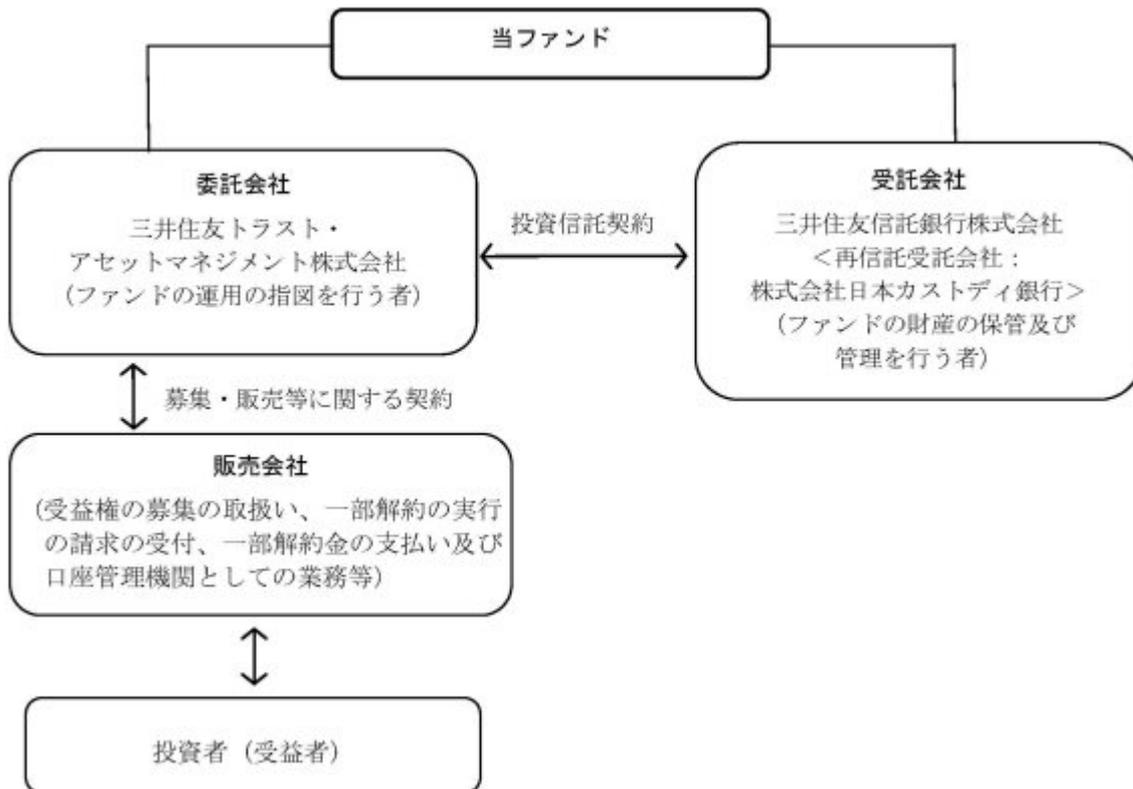 当ファンド
委託会社
三井住友トラスト・
アセットマネジメント株式会社
(ファンドの運用の指図を行う者)
投資信託契約
受託会社
三井住友信託銀行株式会社
<再信託受託会社:
株式会社日本カストディ銀行>
(ファンドの財産の保管及び
管理を行う者)
募集・販売等に関する契約
販売会社
(受益権の募集の取扱い、一部解約の実行
の請求の受付、一部解約金の支払い及び
口座管理機関としての業務等)
投資者 (受益者)